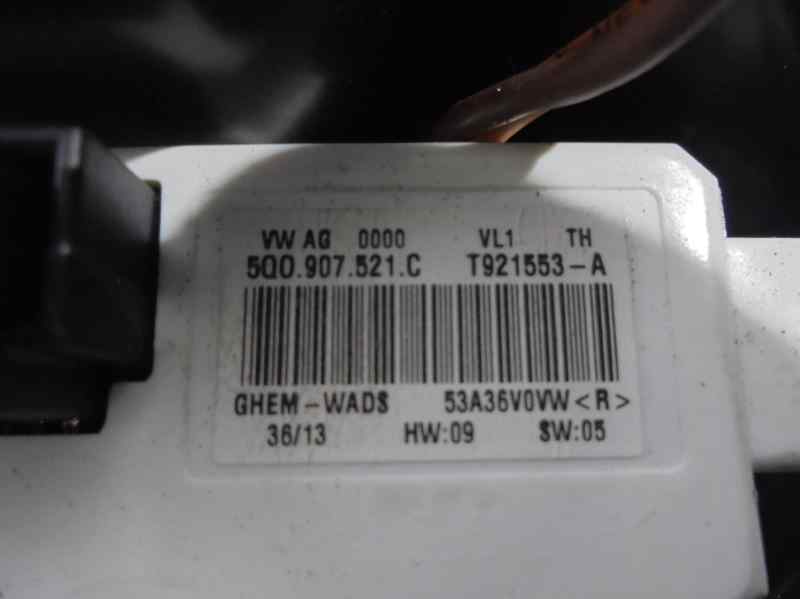 VW AG 0000 VL1 TH
5Q0.907.521.C T921553-A
GHEM-WADS 53A36V0VW <R>
36/13 HW:09 SW:05